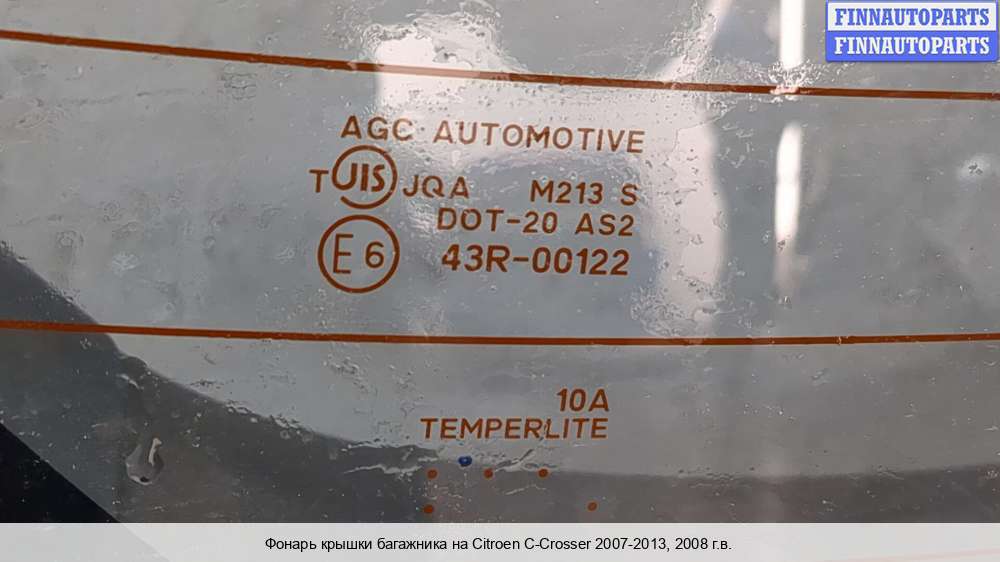 FINNAUTOPARTS
FINNAUTOPARTS
AGC AUTOMOTIVE
T JIS JQA M213 S
DOT-20 AS2
E6 43R-00122
10A
TEMPERLITE
Фонарь крышки багажника на Citroen C-Crosser 2007-2013, 2008 г.в.